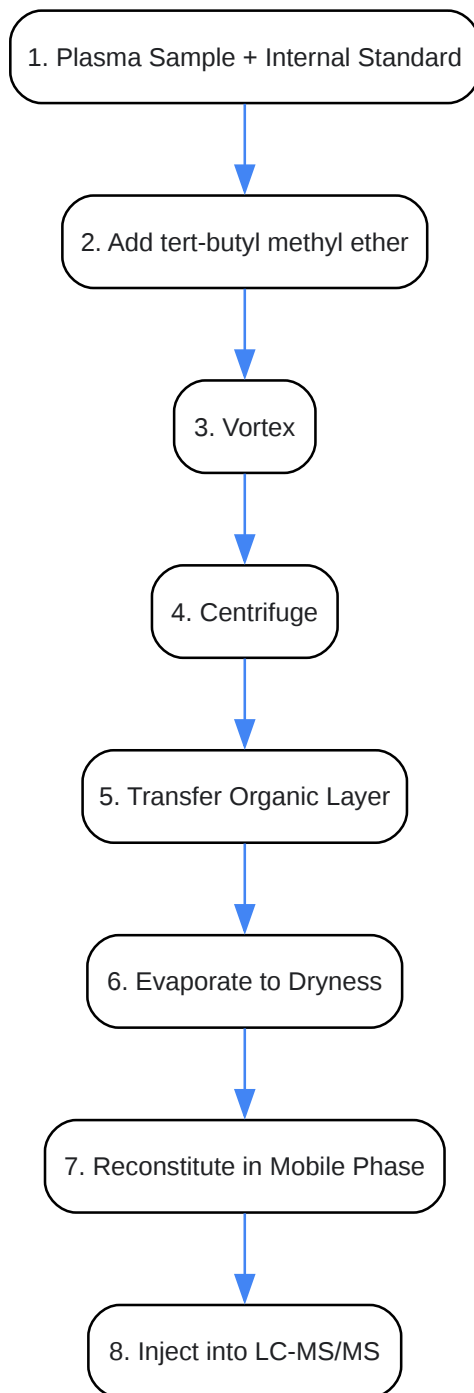 1. Plasma Sample + Internal Standard
2. Add tert-butyl methyl ether
3. Vortex
4. Centrifuge
5. Transfer Organic Layer
6. Evaporate to Dryness
7. Reconstitute in Mobile Phase
8. Inject into LC-MS/MS